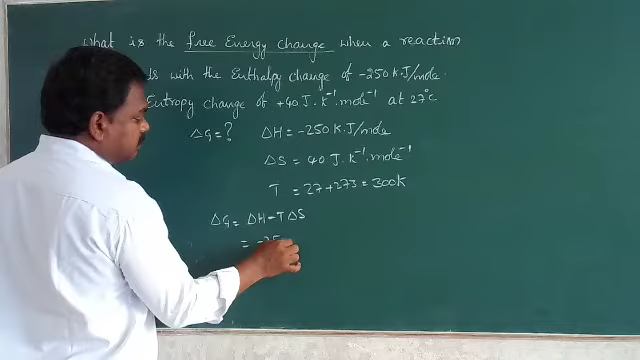 What is the free Energy change when a reaction
ds with the Enthalpy change of -250 KJ/mole.
Entropy change of +40 J.K⁻¹.mole⁻¹ at 27°C
ΔG=? ΔH = -250 K.J/mole
ΔS = 40 J.K⁻¹.mole⁻¹
T = 27+273 = 300K
ΔG = ΔH - TΔS
= -25